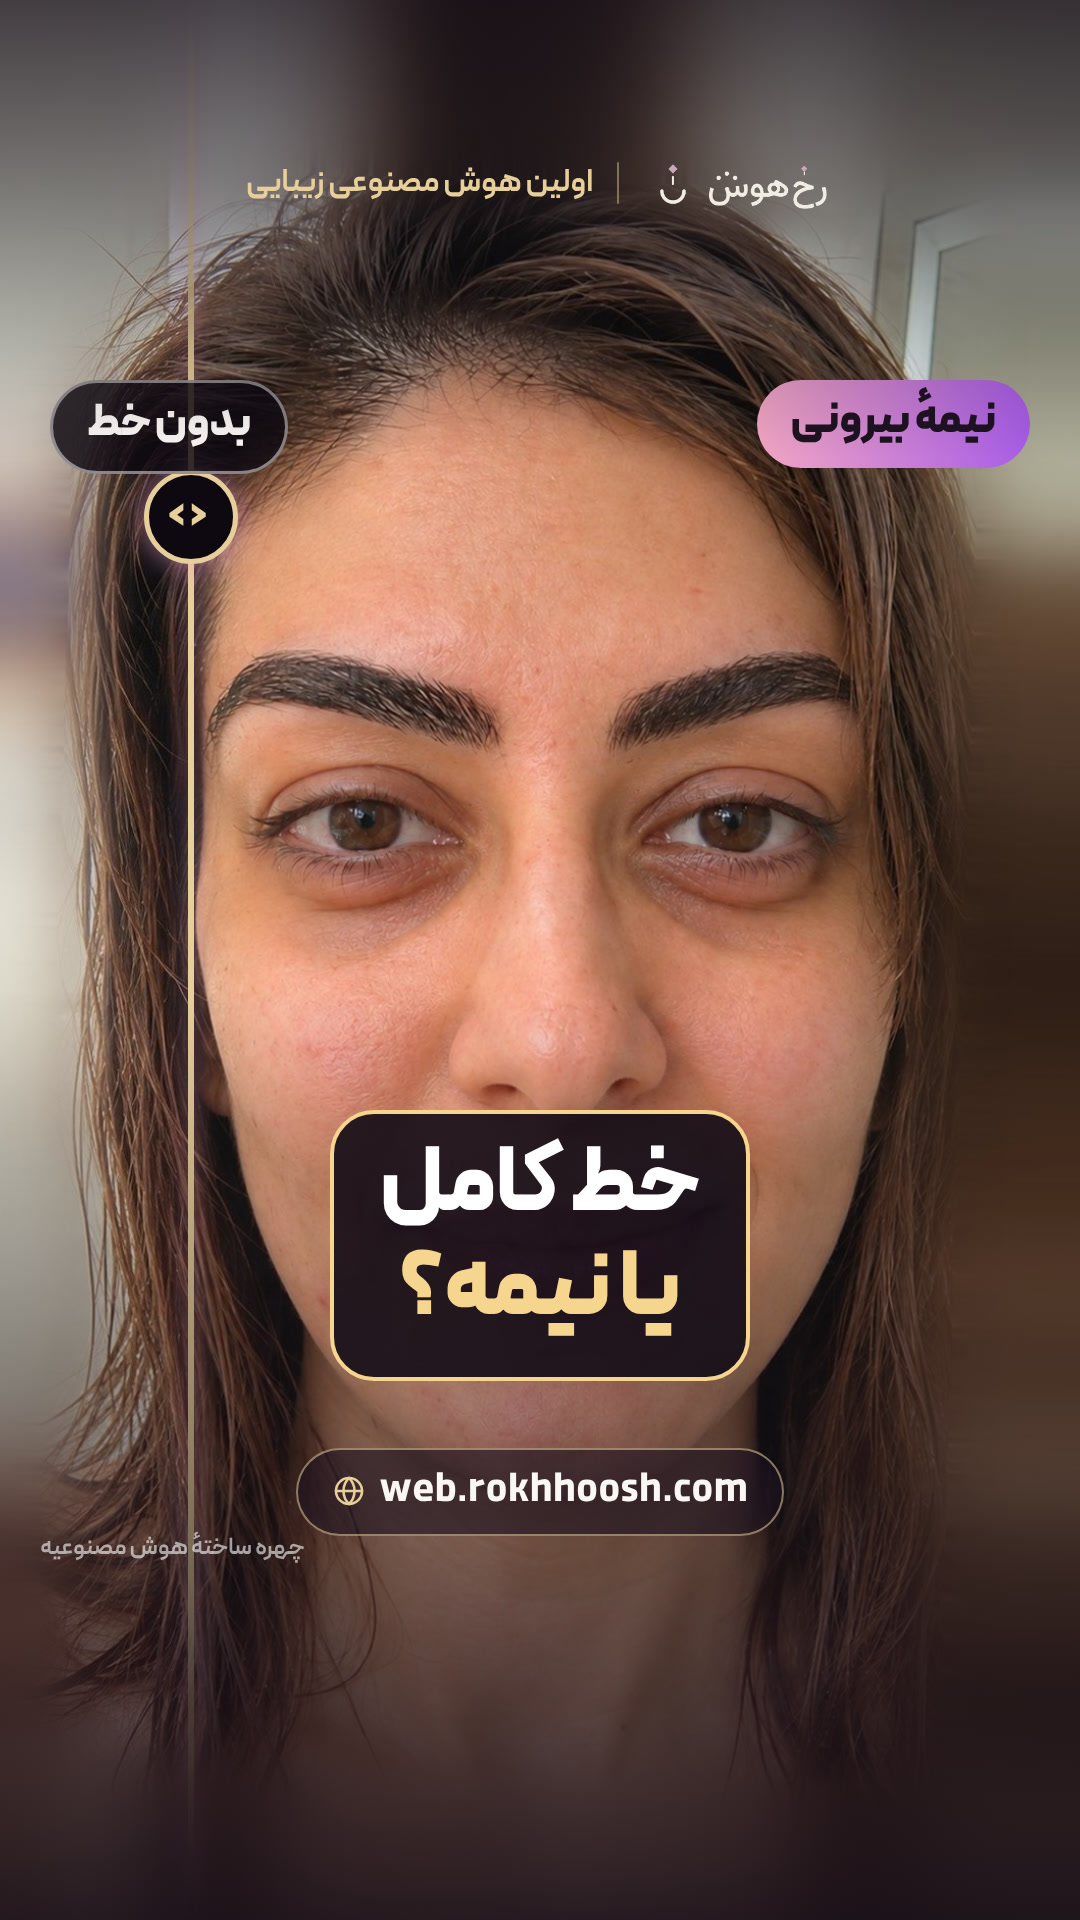 رخ هوش | اولین هوش مصنوعی زیبایی
نیمهٔ بیرونی
بدون خط
خط کامل
یا نیمه؟
web.rokhhoosh.com
چهره ساختهٔ هوش مصنوعیه